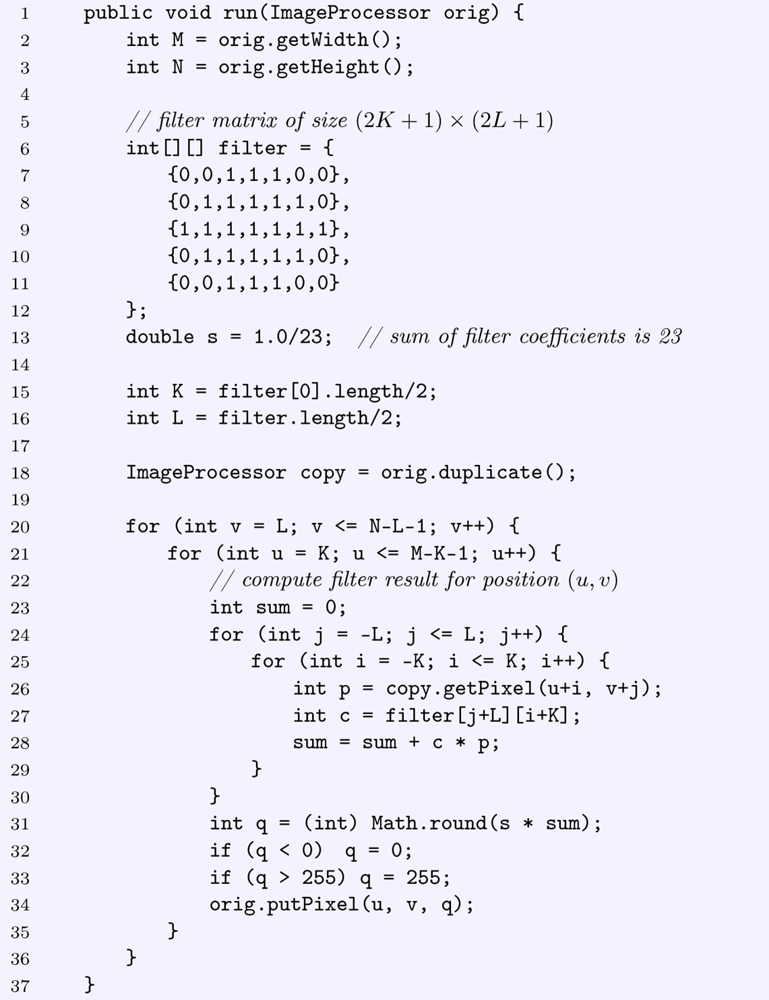 1 public void run(ImageProcessor orig) {
2 int M = orig.getWidth();
3 int N = orig.getHeight();
4
5 // filter matrix of size (2K + 1) × (2L + 1)
6 int[][] filter = {
7 {0,0,1,1,1,0,0},
8 {0,1,1,1,1,1,0},
9 {1,1,1,1,1,1,1},
10 {0,1,1,1,1,1,0},
11 {0,0,1,1,1,0,0}
12 };
13 double s = 1.0/23; // sum of filter coefficients is 23
14
15 int K = filter[0].length/2;
16 int L = filter.length/2;
17
18 ImageProcessor copy = orig.duplicate();
19
20 for (int v = L; v <= N-L-1; v++) {
21 for (int u = K; u <= M-K-1; u++) {
22 // compute filter result for position (u, v)
23 int sum = 0;
24 for (int j = -L; j <= L; j++) {
25 for (int i = -K; i <= K; i++) {
26 int p = copy.getPixel(u+i, v+j);
27 int c = filter[j+L][i+K];
28 sum = sum + c * p;
29 }
30 }
31 int q = (int) Math.round(s * sum);
32 if (q < 0) q = 0;
33 if (q > 255) q = 255;
34 orig.putPixel(u, v, q);
35 }
36 }
37 }